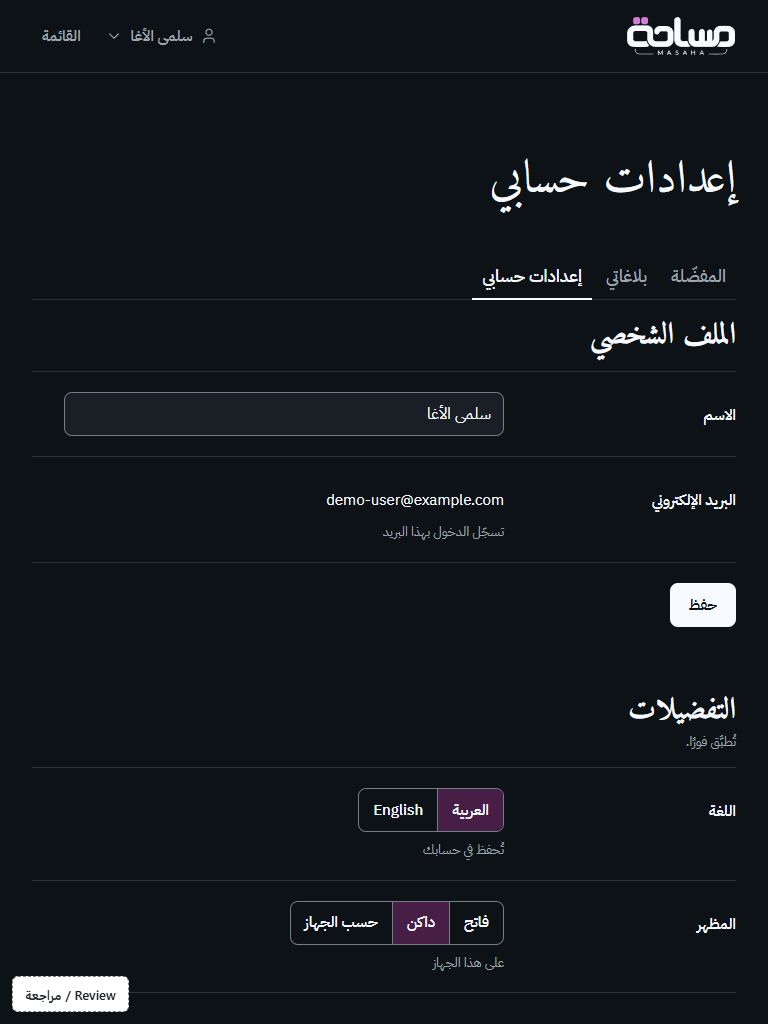 مساحة
MASAHA
سلمى الأغا
القائمة
إعدادات حسابي
المفضّلة
بلاغاتي
إعدادات حسابي
الملف الشخصي
الاسم
سلمى الأغا
البريد الإلكتروني
demo-user@example.com
تسجّل الدخول بهذا البريد
حفظ
التفضيلات
تُطبَّق فورًا.
اللغة
العربية
English
تُحفظ في حسابك
المظهر
فاتح
داكن
حسب الجهاز
على هذا الجهاز
Review / مراجعة